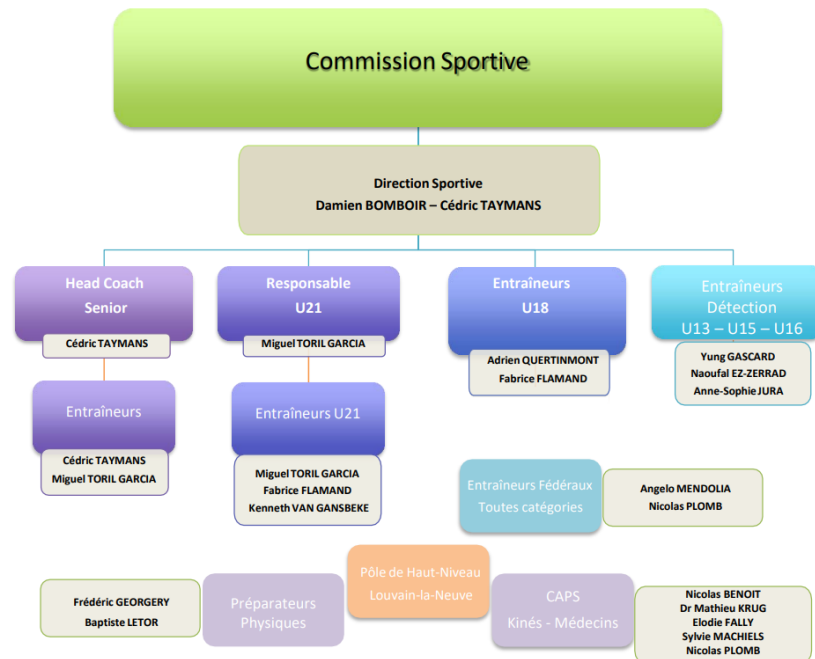 Commission Sportive
Direction Sportive
Damien BOMBOIR – Cédric TAYMANS
Head Coach
Senior
Cédric TAYMANS
Responsable
U21
Miguel TORIL GARCIA
Entraîneurs
U18
Adrien QUERTINMONT
Fabrice FLAMAND
Entraîneurs
Détection
U13 – U15 – U16
Yung GASCARD
Naoufal EZ-ZERRAD
Anne-Sophie JURA
Entraîneurs
Cédric TAYMANS
Miguel TORIL GARCIA
Entraîneurs U21
Miguel TORIL GARCIA
Fabrice FLAMAND
Kenneth VAN GANSBEKE
Entraîneurs Fédéraux
Toutes catégories
Angelo MENDOLIA
Nicolas PLOMB
Pôle de Haut-Niveau
Louvain-la-Neuve
Frédéric GEORGERY
Baptiste LETOR
Préparateurs
Physiques
CAPS
Kinés - Médecins
Nicolas BENOIT
Dr Mathieu KRUG
Elodie FALLY
Sylvie MACHIELS
Nicolas PLOMB